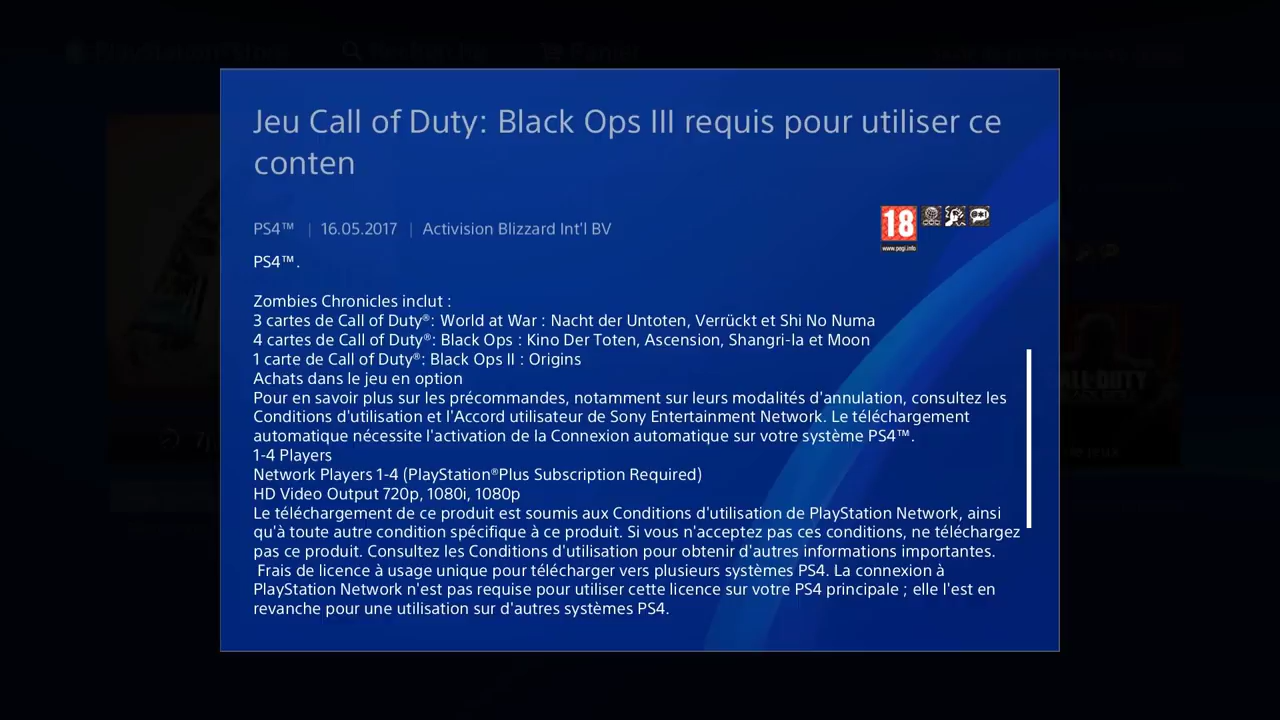 Jeu Call of Duty: Black Ops III requis pour utiliser ce
conten
PS4™ | 16.05.2017 | Activision Blizzard Int'l BV
18
www.pegi.info
PS4™.
Zombies Chronicles inclut :
3 cartes de Call of Duty®: World at War : Nacht der Untoten, Verrückt et Shi No Numa
4 cartes de Call of Duty®: Black Ops : Kino Der Toten, Ascension, Shangri-la et Moon
1 carte de Call of Duty®: Black Ops II : Origins
Achats dans le jeu en option
Pour en savoir plus sur les précommandes, notamment sur leurs modalités d'annulation, consultez les
Conditions d'utilisation et l'Accord utilisateur de Sony Entertainment Network. Le téléchargement
automatique nécessite l'activation de la Connexion automatique sur votre système PS4™.
1-4 Players
Network Players 1-4 (PlayStation®Plus Subscription Required)
HD Video Output 720p, 1080i, 1080p
Le téléchargement de ce produit est soumis aux Conditions d'utilisation de PlayStation Network, ainsi
qu'à toute autre condition spécifique à ce produit. Si vous n'acceptez pas ces conditions, ne téléchargez
pas ce produit. Consultez les Conditions d'utilisation pour obtenir d'autres informations importantes.
Frais de licence à usage unique pour télécharger vers plusieurs systèmes PS4. La connexion à
PlayStation Network n'est pas requise pour utiliser cette licence sur votre PS4 principale ; elle l'est en
revanche pour une utilisation sur d'autres systèmes PS4.